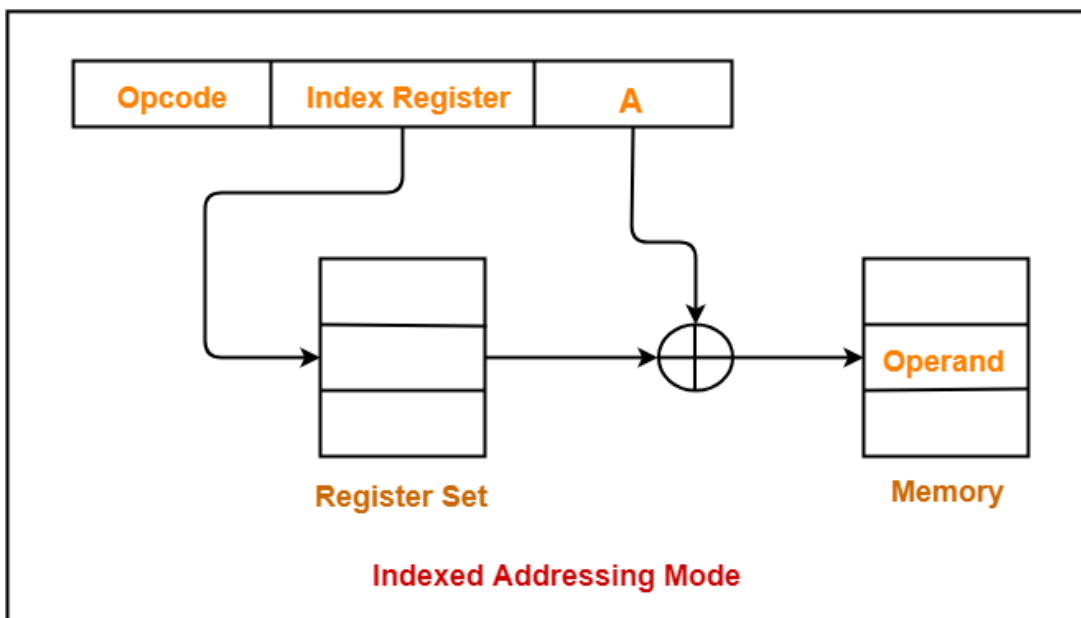 Opcode
Index Register
A
Operand
Register Set
Memory
Indexed Addressing Mode